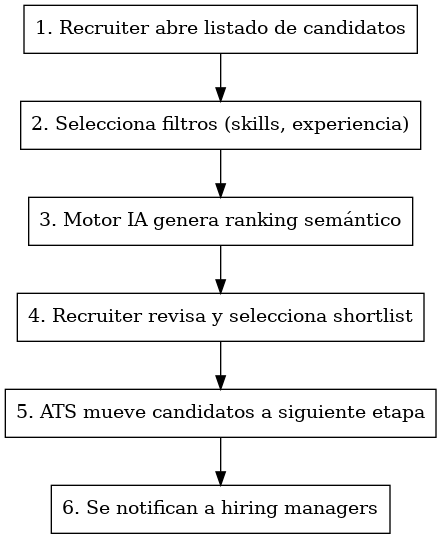 1. Recruiter abre listado de candidatos
2. Selecciona filtros (skills, experiencia)
3. Motor IA genera ranking semántico
4. Recruiter revisa y selecciona shortlist
5. ATS mueve candidatos a siguiente etapa
6. Se notifican a hiring managers